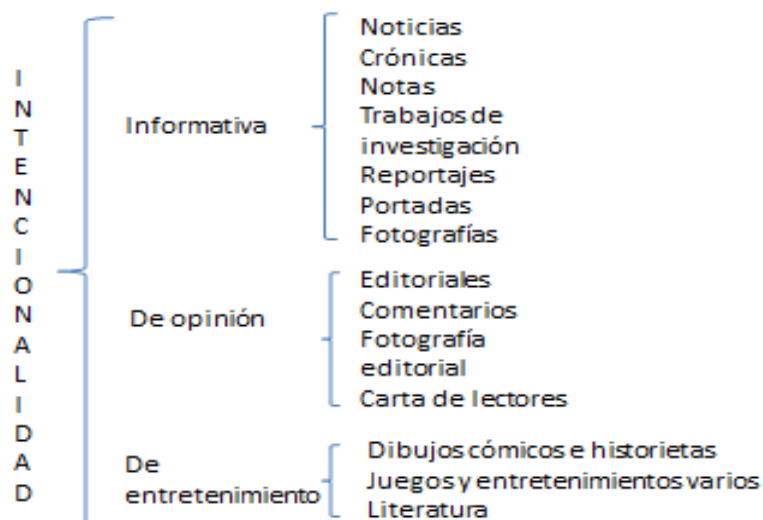 INTENCIONALIDAD
Informativa
Noticias
Crónicas
Notas
Trabajos de
investigación
Reportajes
Portadas
Fotografías
De opinión
Editoriales
Comentarios
Fotografía
editorial
Carta de lectores
De
entretenimiento
Dibujos cómicos e historietas
Juegos y entretenimientos varios
Literatura